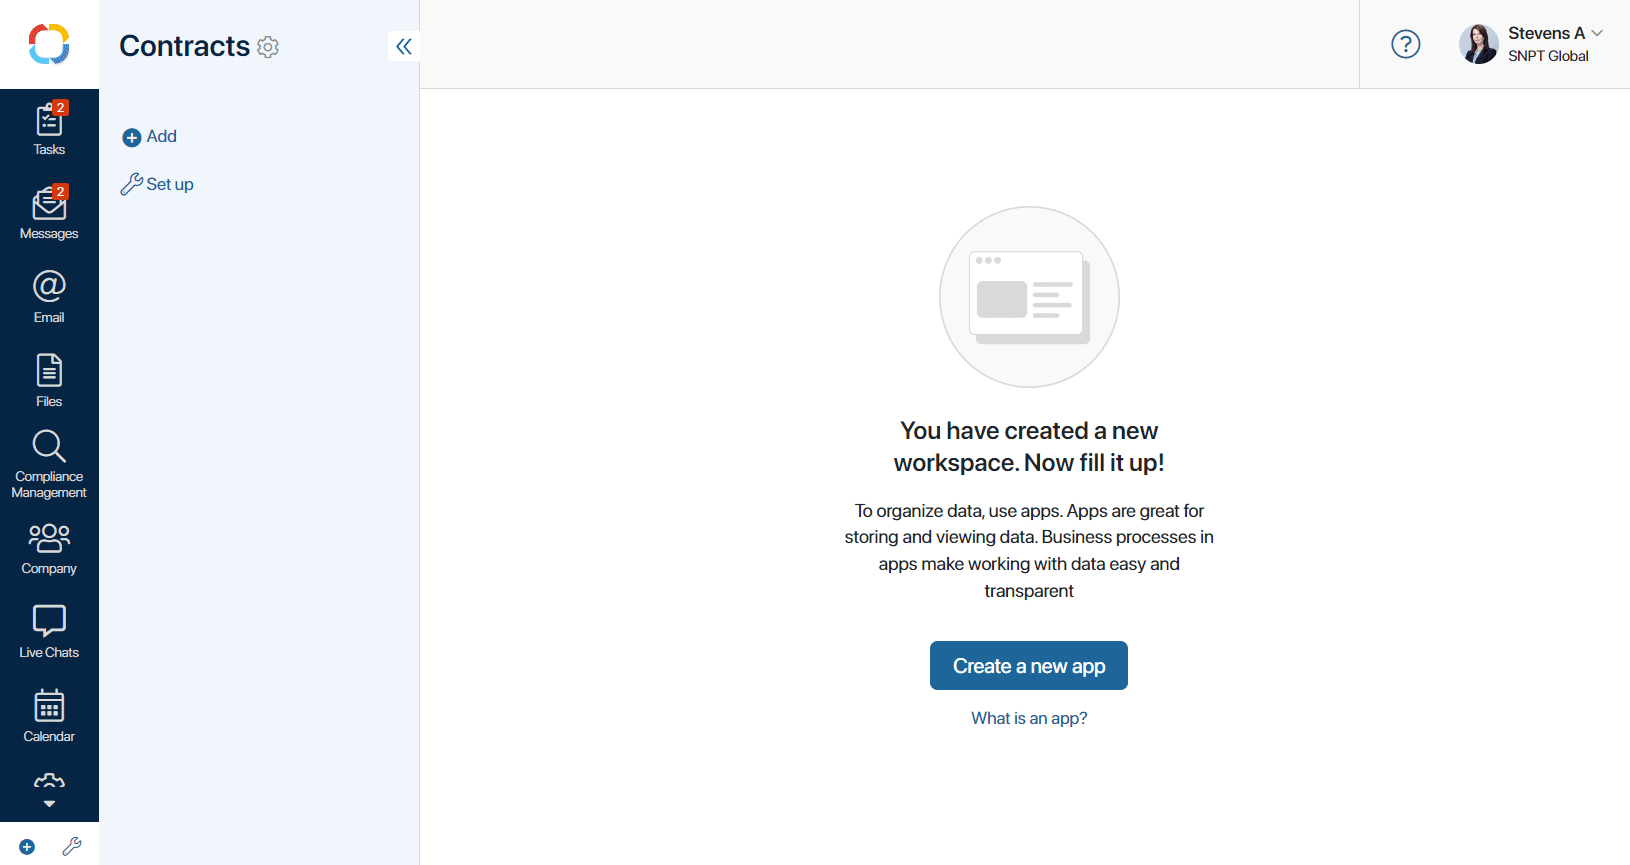 Contracts
Stevens A
SNPT Global
2
Tasks
2
Messages
Email
Files
Compliance
Management
Company
Live Chats
Calendar
Add
Set up
You have created a new
workspace. Now fill it up!
To organize data, use apps. Apps are great for
storing and viewing data. Business processes in
apps make working with data easy and
transparent
Create a new app
What is an app?